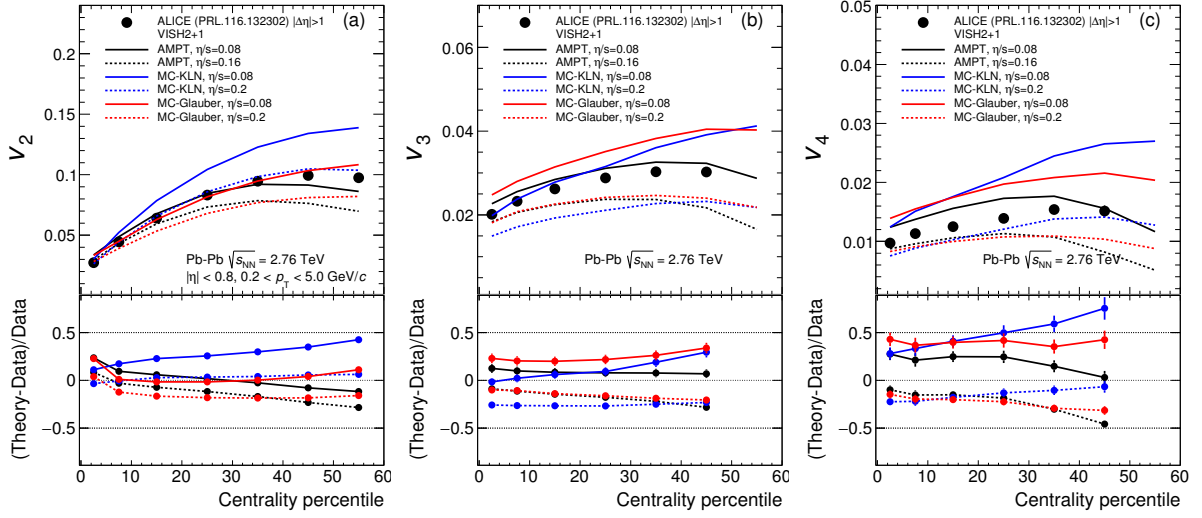 (a)
ALICE (PRL.116.132302) |Δη|>1
VISH2+1
AMPT, η/s=0.08
AMPT, η/s=0.16
MC-KLN, η/s=0.08
MC-KLN, η/s=0.2
MC-Glauber, η/s=0.08
MC-Glauber, η/s=0.2
0.2
0.15
0.1
0.05
v2
Pb-Pb √sNN = 2.76 TeV
|η| < 0.8, 0.2 < pT < 5.0 GeV/c
(Theory-Data)/Data
0.5
0
−0.5
0 10 20 30 40 50 60
Centrality percentile
(b)
ALICE (PRL.116.132302) |Δη|>1
VISH2+1
AMPT, η/s=0.08
AMPT, η/s=0.16
MC-KLN, η/s=0.08
MC-KLN, η/s=0.2
MC-Glauber, η/s=0.08
MC-Glauber, η/s=0.2
0.06
0.04
0.02
v3
Pb-Pb √sNN = 2.76 TeV
(Theory-Data)/Data
0.5
0
−0.5
0 10 20 30 40 50 60
Centrality percentile
(c)
ALICE (PRL.116.132302) |Δη|>1
VISH2+1
AMPT, η/s=0.08
AMPT, η/s=0.16
MC-KLN, η/s=0.08
MC-KLN, η/s=0.2
MC-Glauber, η/s=0.08
MC-Glauber, η/s=0.2
0.05
0.04
0.03
0.02
0.01
v4
Pb-Pb √sNN = 2.76 TeV
(Theory-Data)/Data
0.5
0
−0.5
0 10 20 30 40 50 60
Centrality percentile